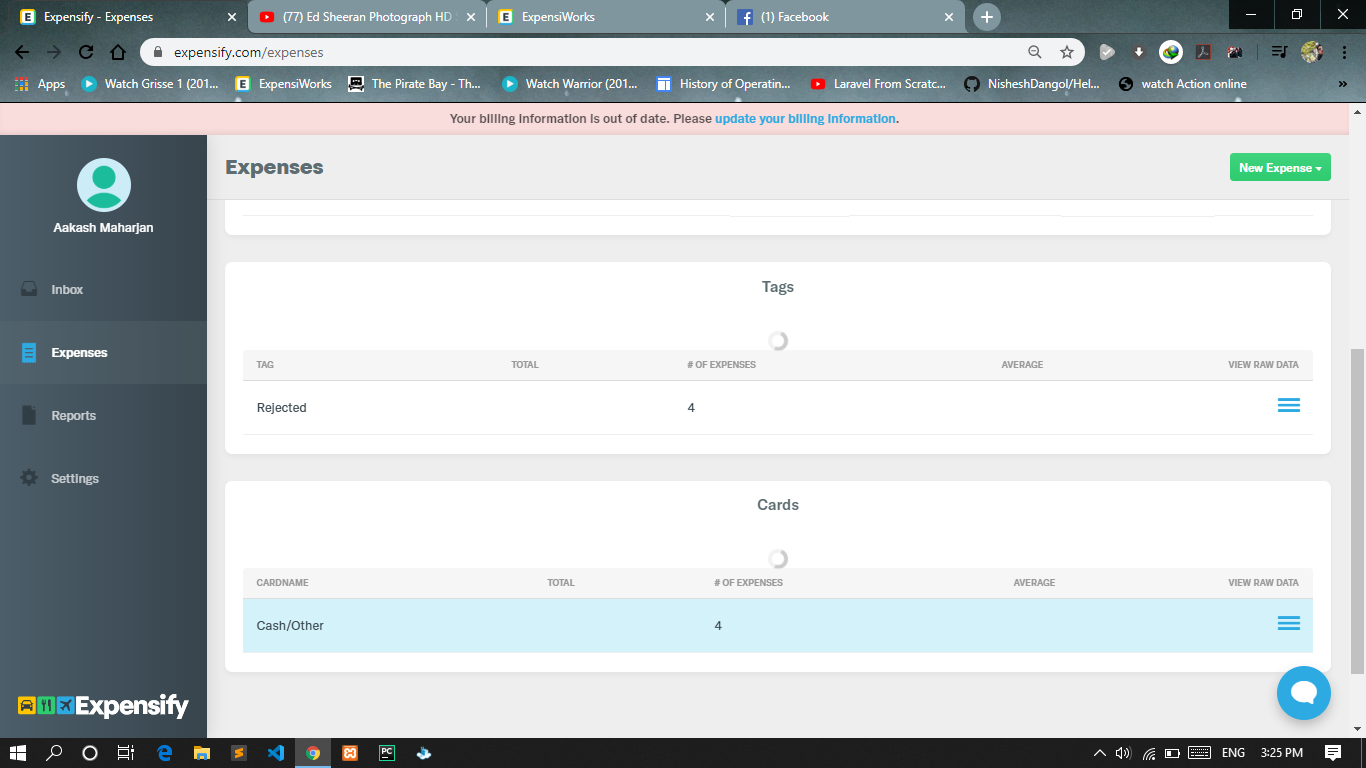 Expensify - Expenses
(77) Ed Sheeran Photograph HD
ExpensiWorks
(1) Facebook
expensify.com/expenses
Apps
Watch Grisse 1 (201...
ExpensiWorks
The Pirate Bay - Th...
Watch Warrior (201...
History of Operatin...
Laravel From Scratc...
NisheshDangol/Hel...
watch Action online
»
Your billing information is out of date. Please update your billing information.
Aakash Maharjan
Inbox
Expenses
Reports
Settings
Expensify
Expenses
New Expense
Tags
TAG TOTAL # OF EXPENSES AVERAGE VIEW RAW DATA
Rejected 4
Cards
CARDNAME TOTAL # OF EXPENSES AVERAGE VIEW RAW DATA
Cash/Other 4
PC
ENG
3:25 PM